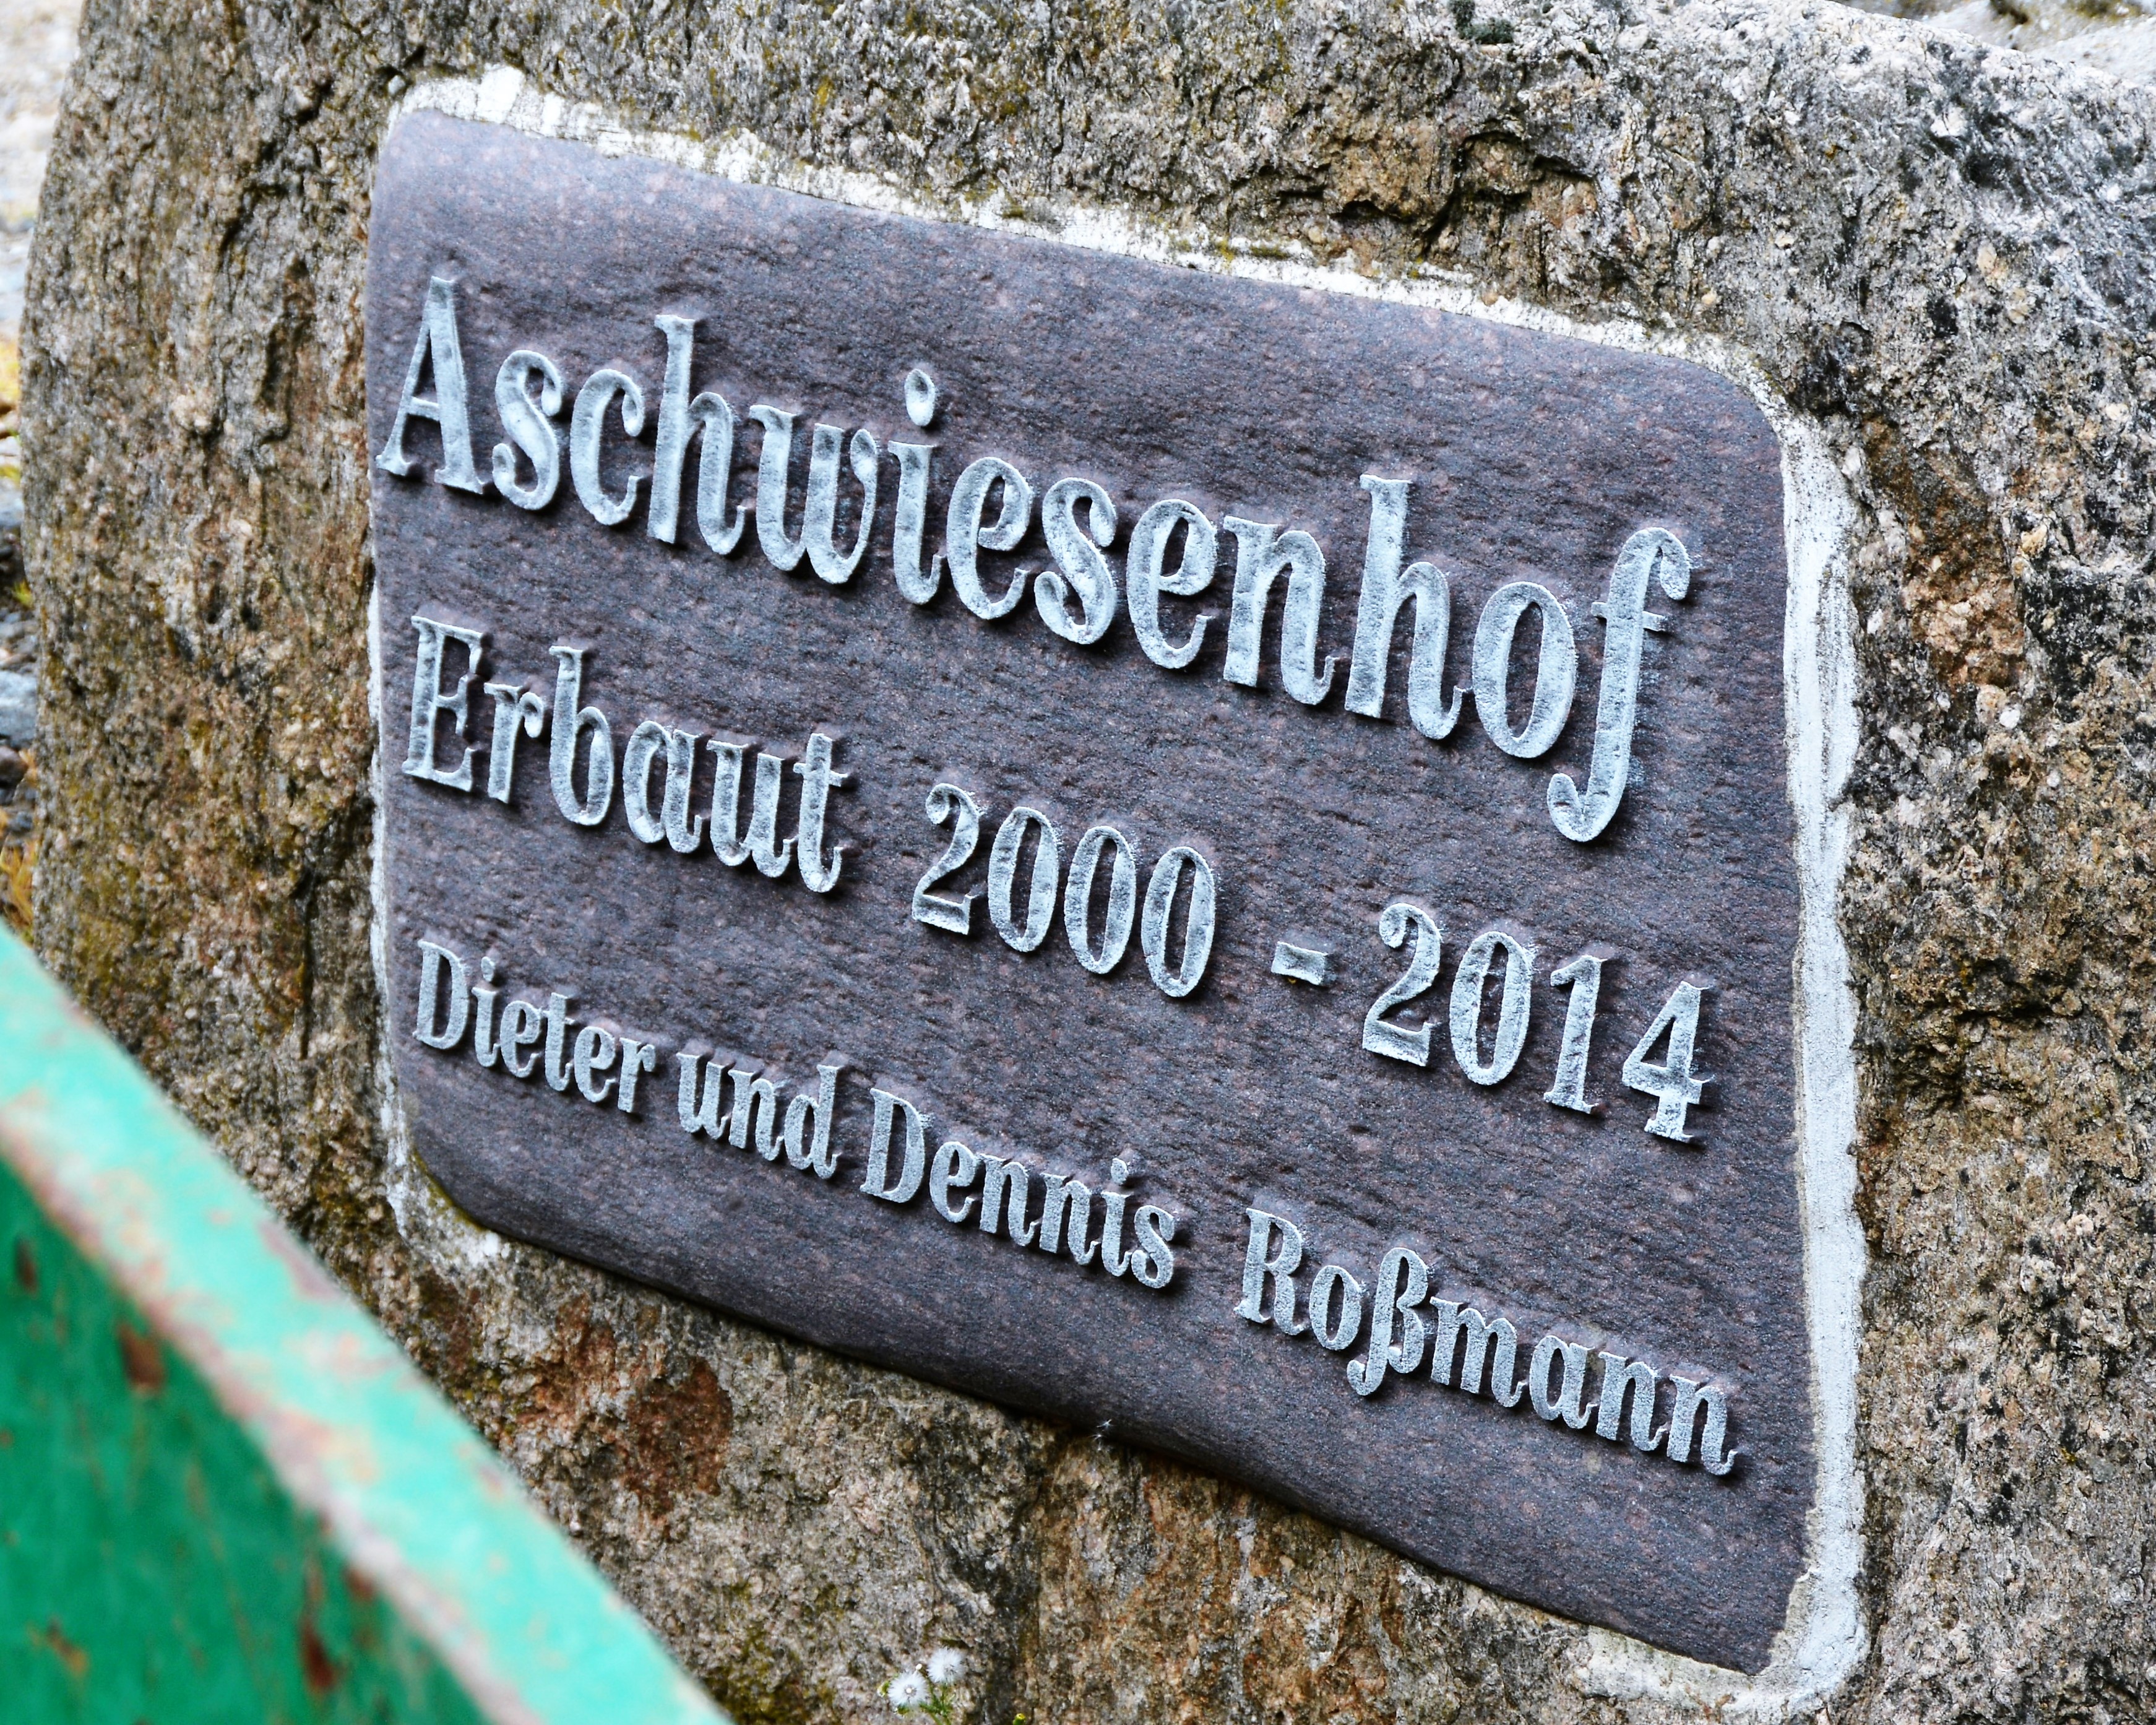 Aschwiesenhof
Erbaut 2000 - 2014
Dieter und Dennis Roßmann